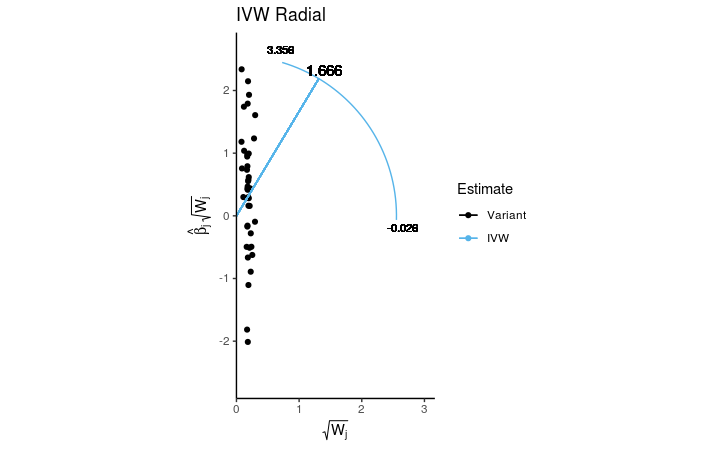 IVW Radial
3.356
1.666
2
1
0
-1
-2
-0.026
β̂ⱼ√Wⱼ
0
1
2
3
√Wⱼ
Estimate
Variant
IVW